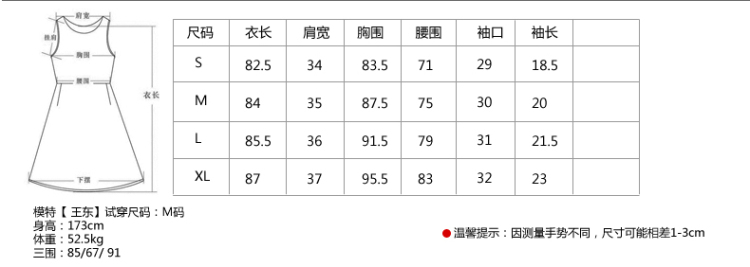 肩宽
胸围
腰围
衣长
下摆
尺码 衣长 肩宽 胸围 腰围 袖口 袖长
S 82.5 34 83.5 71 29 18.5
M 84 35 87.5 75 30 20
L 85.5 36 91.5 79 31 21.5
XL 87 37 95.5 83 32 23
模特【 王东】试穿尺码：M码
身高：173cm
体重：52.5kg
三围：85/67/ 91
温馨提示：因测量手势不同，尺寸可能相差1-3cm